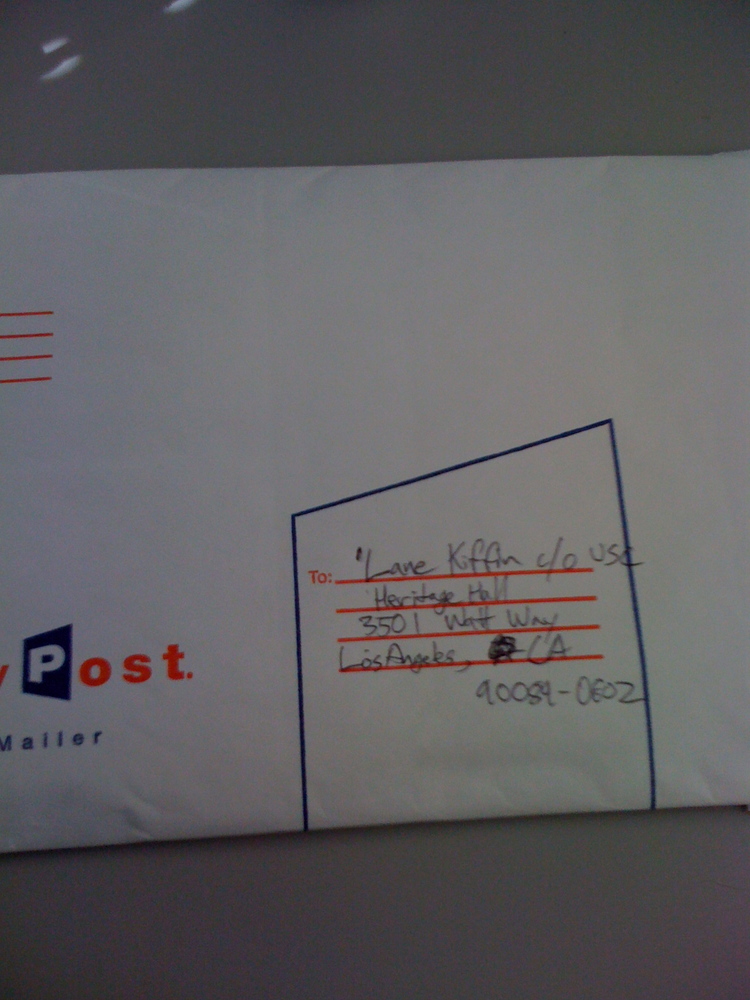 To: Lane Kiffin c/o USC
Heritage Hall
3501 Watt Way
Los Angeles, CA
90089-0602
y Post.
Mailer